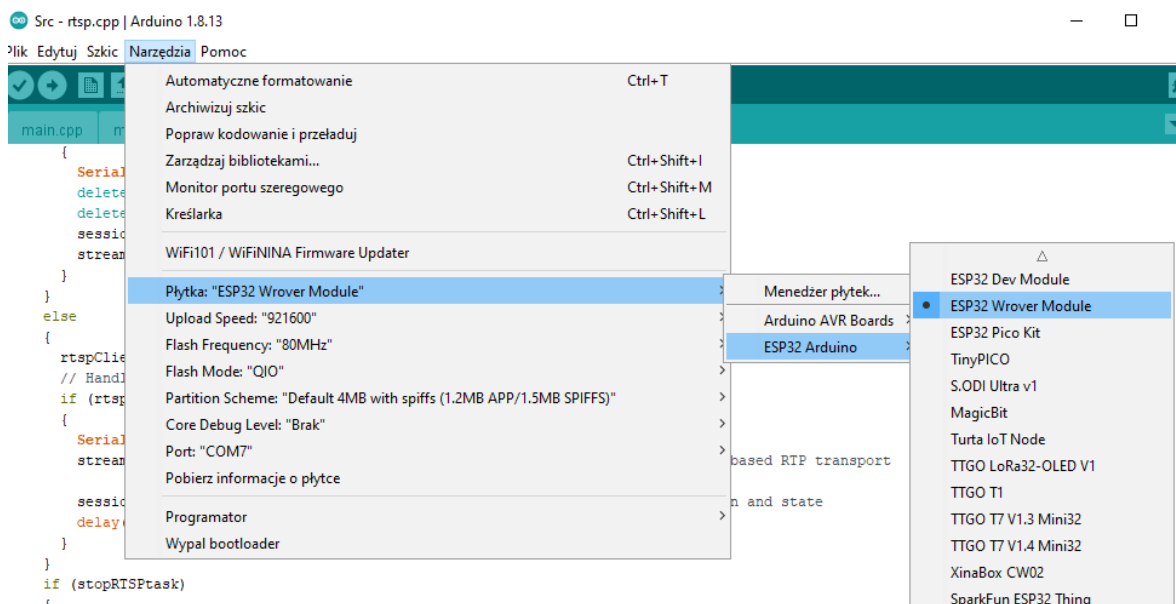 Src - rtsp.cpp | Arduino 1.8.13
Plik Edytuj Szkic Narzędzia Pomoc
main.cpp
Automatyczne formatowanie Ctrl+T
Archiwizuj szkic
Popraw kodowanie i przeładuj
Zarządzaj bibliotekami... Ctrl+Shift+I
Monitor portu szeregowego Ctrl+Shift+M
Kreślarka Ctrl+Shift+L
WiFi101 / WiFiNINA Firmware Updater
Płytka: "ESP32 Wrover Module"
Upload Speed: "921600"
Flash Frequency: "80MHz"
Flash Mode: "QIO"
Partition Scheme: "Default 4MB with spiffs (1.2MB APP/1.5MB SPIFFS)"
Core Debug Level: "Brak"
Port: "COM7"
Pobierz informacje o płytce
Programator
Wypal bootloader
Menedżer płytek...
Arduino AVR Boards
ESP32 Arduino
ESP32 Dev Module
ESP32 Wrover Module
ESP32 Pico Kit
TinyPICO
S.ODI Ultra v1
MagicBit
Turta IoT Node
TTGO LoRa32-OLED V1
TTGO T1
TTGO T7 V1.3 Mini32
TTGO T7 V1.4 Mini32
XinaBox CW02
SparkFun ESP32 Thing
{
Serial
delete
delete
sessio
stream
}
}
else
{
rtspClie
// Handl
if (rtsp
{
Serial
stream based RTP transport
sessio n and state
delay
}
}
if (stopRTSPtask)
{